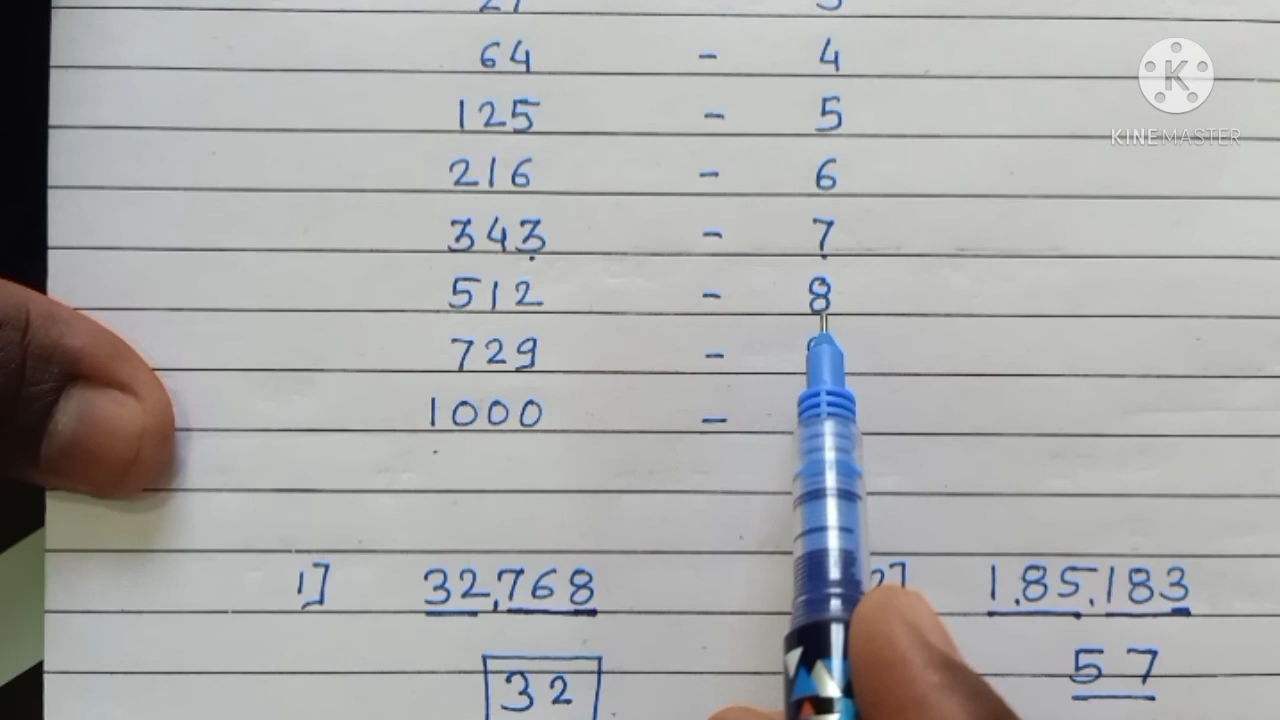 64 - 4
125 - 5
216 - 6
343 - 7
512 - 8
729 -
1000 -
1] 32,768 2] 1,85,183
32 57
K
KINEMASTER